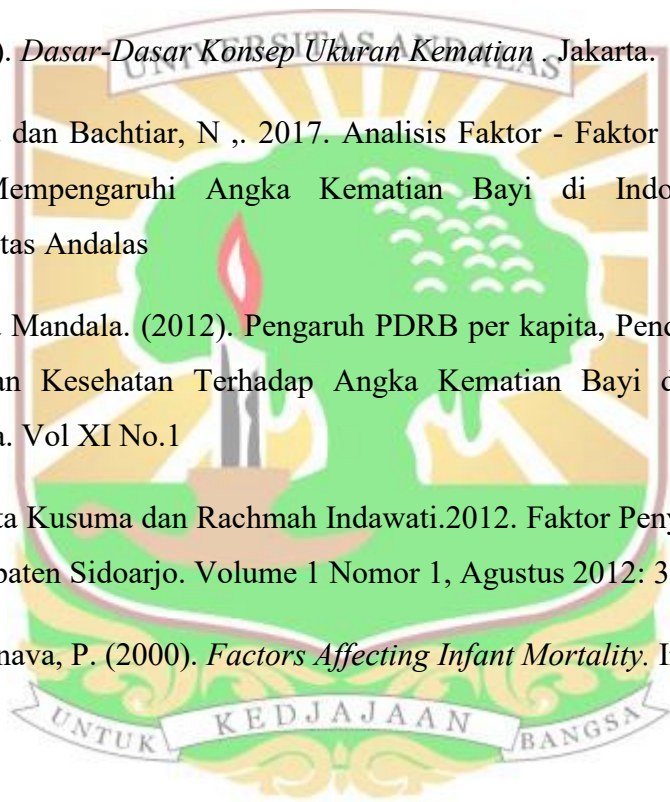 ). Dasar-Dasar Konsep Ukuran Kematian . Jakarta.
UNIVERSITAS ANDALAS
dan Bachtiar, N ,. 2017. Analisis Faktor - Faktor
Mempengaruhi Angka Kematian Bayi di Indo
tas Andalas
Mandala. (2012). Pengaruh PDRB per kapita, Pend
an Kesehatan Terhadap Angka Kematian Bayi d
a. Vol XI No.1
ta Kusuma dan Rachmah Indawati.2012. Faktor Peny
paten Sidoarjo. Volume 1 Nomor 1, Agustus 2012: 3
nava, P. (2000). Factors Affecting Infant Mortality. I
UNTUK KEDJAJAAN BANGSA